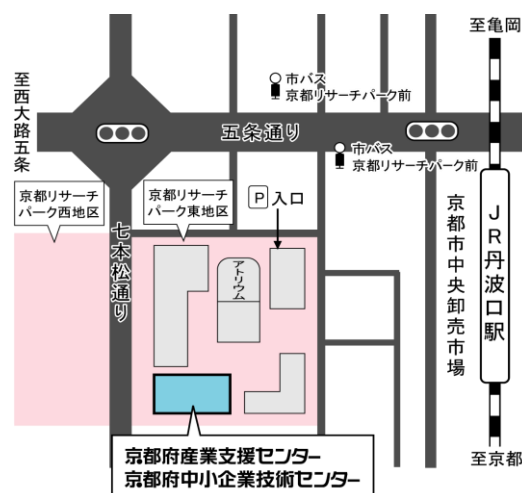 至亀岡
至西大路五条
市バス
京都リサーチパーク前
五条通り
市バス
京都リサーチパーク前
京都リサーチ
パーク西地区
京都リサーチ
パーク東地区
P 入口
七本松通り
アトリウム
京都市中央卸売市場
JR丹波口駅
京都府産業支援センター
京都府中小企業技術センター
至京都